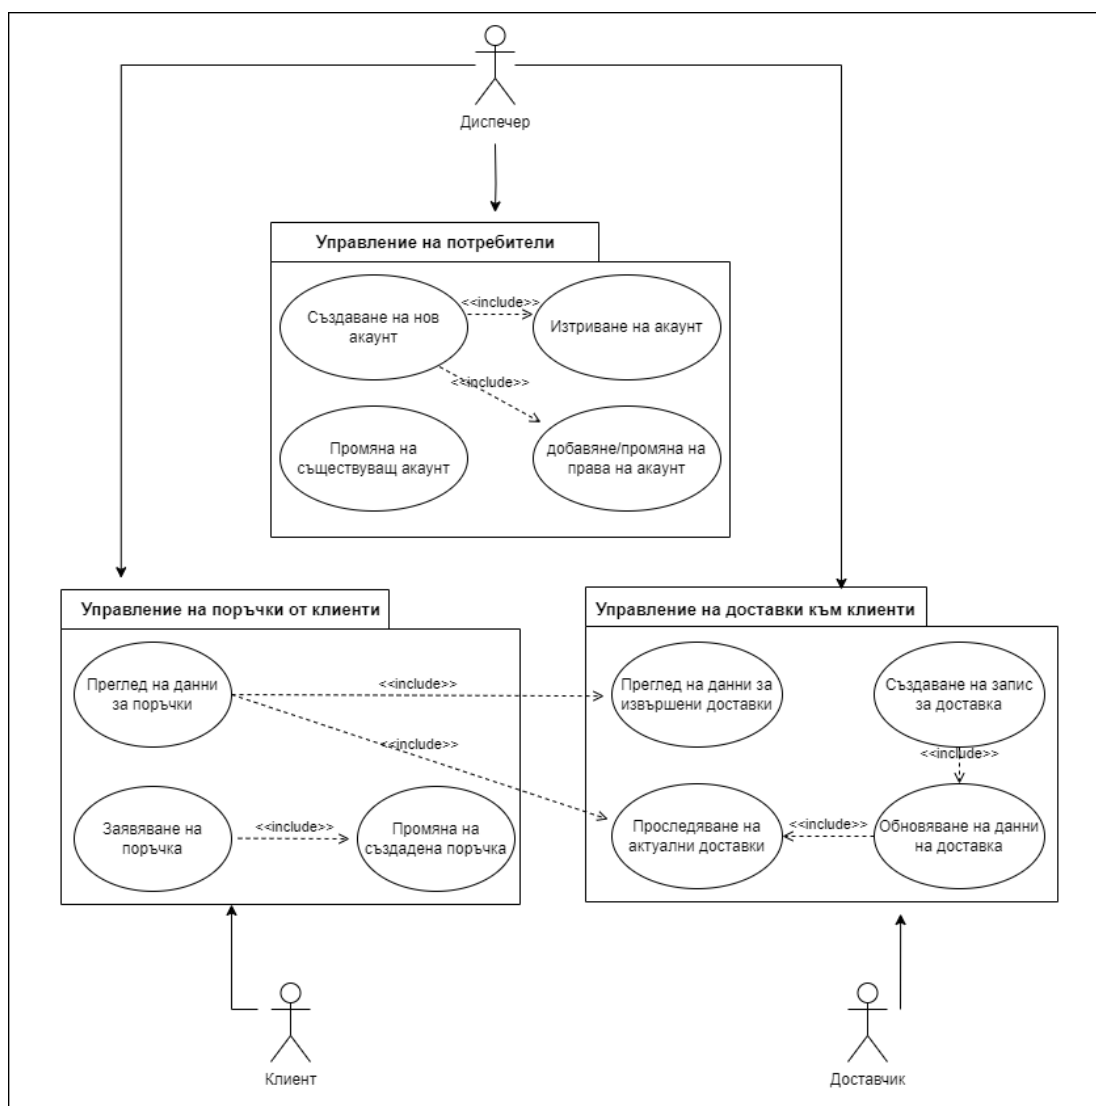 Диспечер
Управление на потребители
Създаване на нов
акаунт
<<include>>
Изтриване на акаунт
<<include>>
Промяна на
съществуващ акаунт
добавяне/промяна на
права на акаунт
Управление на поръчки от клиенти
Преглед на данни
за поръчки
<<include>>
<<include>>
Заявяване на
поръчка
<<include>>
Промяна на
създадена поръчка
Управление на доставки към клиенти
Преглед на данни за
извършени доставки
Създаване на запис
за доставка
<<include>>
Проследяване на
актуални доставки
<<include>>
Обновяване на данни
на доставка
Клиент
Доставчик